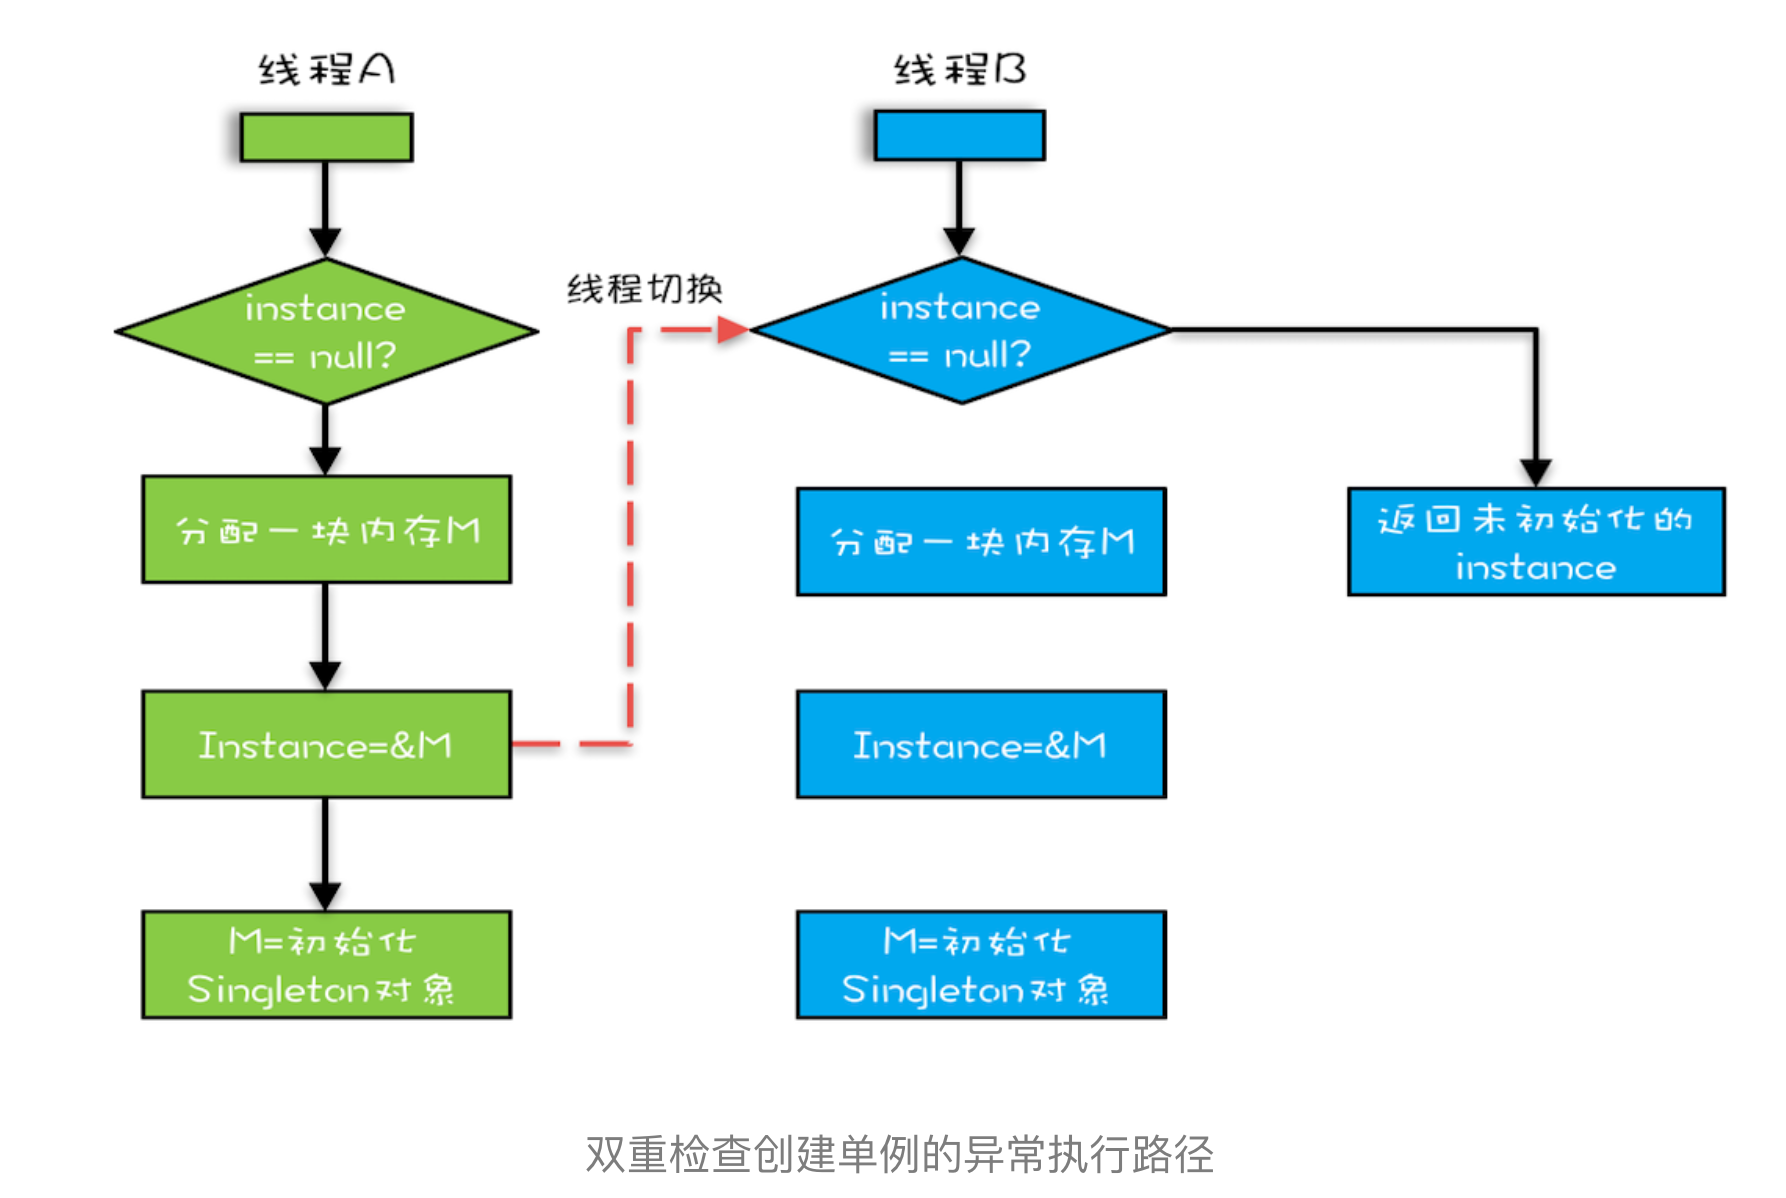 线程A
线程B
instance
== null?
线程切换
instance
== null?
分配一块内存M
分配一块内存M
返回未初始化的
instance
Instance=&M
Instance=&M
M=初始化
Singleton对象
M=初始化
Singleton对象
双重检查创建单例的异常执行路径